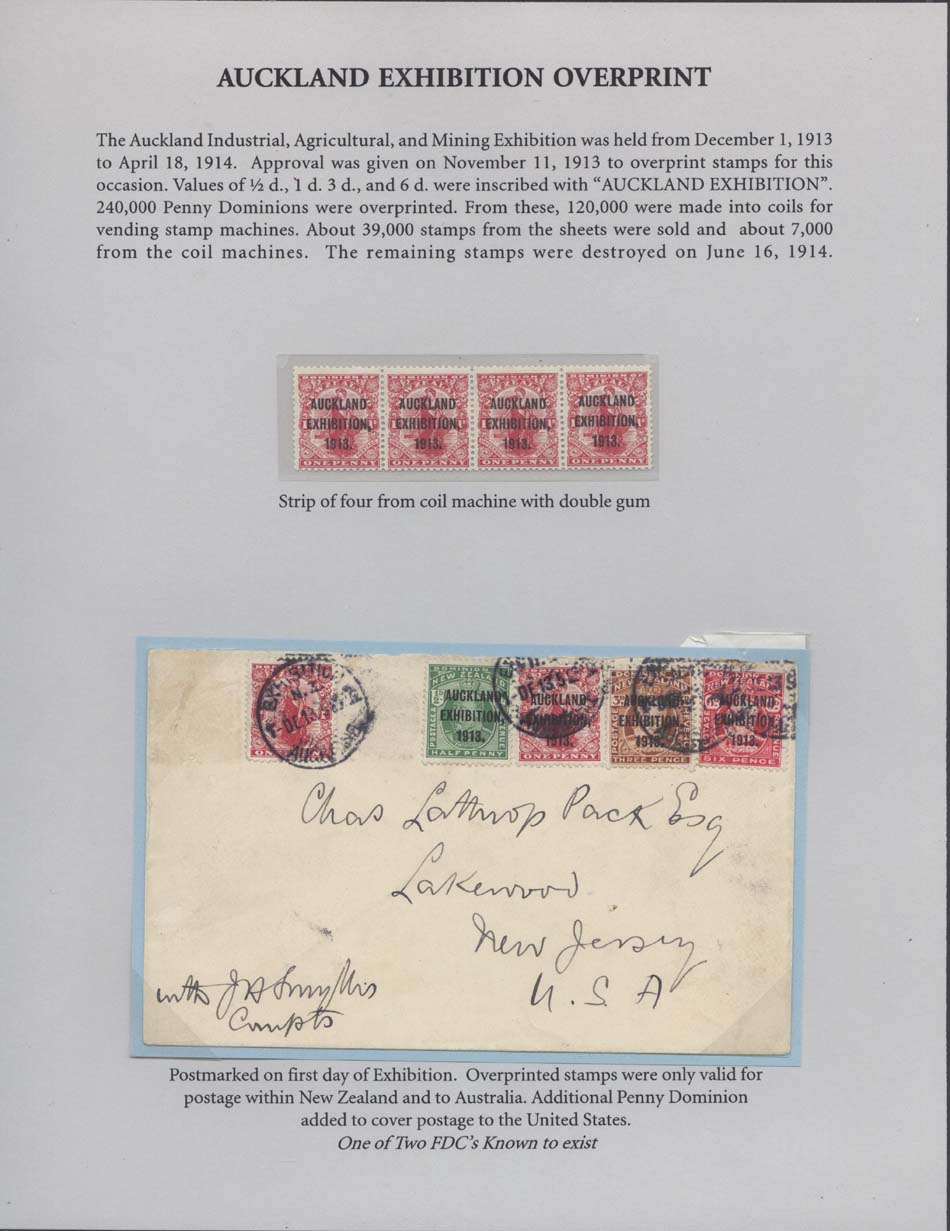 AUCKLAND EXHIBITION OVERPRINT
The Auckland Industrial, Agricultural, and Mining Exhibition was held from December 1, 1913
to April 18, 1914. Approval was given on November 11, 1913 to overprint stamps for this
occasion. Values of ½ d., 1 d. 3 d., and 6 d. were inscribed with “AUCKLAND EXHIBITION”.
240,000 Penny Dominions were overprinted. From these, 120,000 were made into coils for
vending stamp machines. About 39,000 stamps from the sheets were sold and about 7,000
from the coil machines. The remaining stamps were destroyed on June 16, 1914.
AUCKLAND EXHIBITION, 1913. ONE PENNY
AUCKLAND EXHIBITION, 1913. ONE PENNY
AUCKLAND EXHIBITION, 1913. ONE PENNY
AUCKLAND EXHIBITION, 1913. ONE PENNY
Strip of four from coil machine with double gum
EXHIBITION N.Z.
DOMINION OF NEW ZEALAND POSTAGE & REVENUE AUCKLAND EXHIBITION, 1913. HALF PENNY
AUCKLAND EXHIBITION, 1913. ONE PENNY
AUCKLAND EXHIBITION, 1913. THREE PENCE
NEW ZEALAND AUCKLAND EXHIBITION, 1913. SIX PENCE
Chas Lathrop Pack Esq
Lakewood
New Jersey
U. S. A
with J H
Compts
Postmarked on first day of Exhibition. Overprinted stamps were only valid for
postage within New Zealand and to Australia. Additional Penny Dominion
added to cover postage to the United States.
One of Two FDC's Known to exist